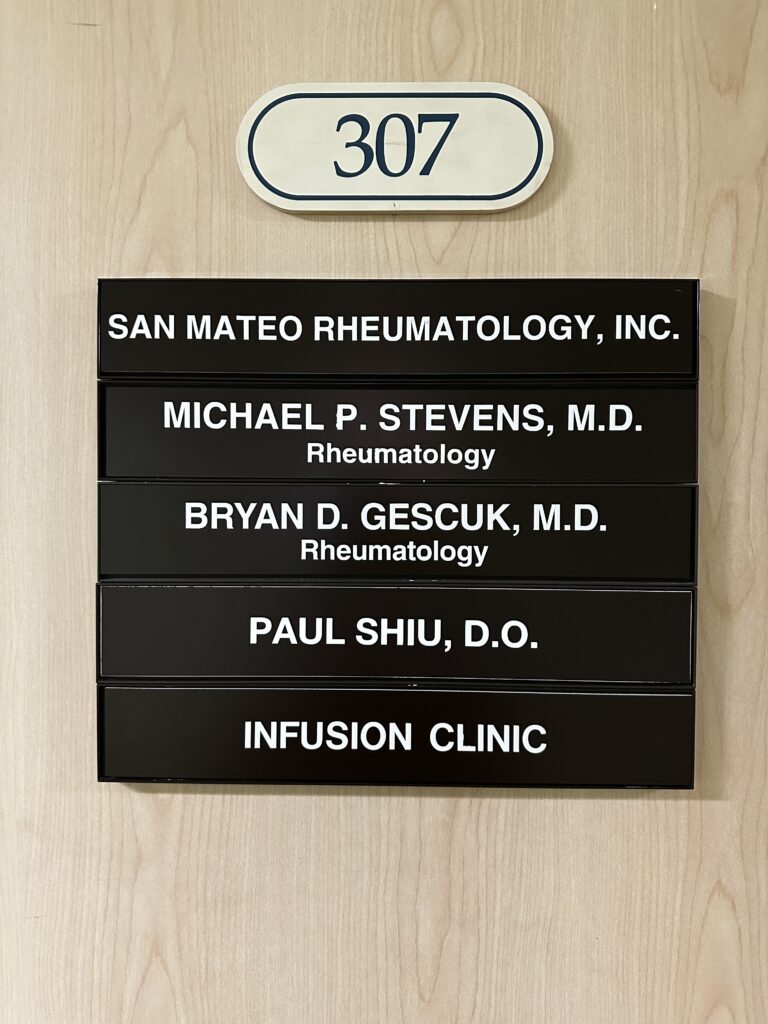 307
SAN MATEO RHEUMATOLOGY, INC.
MICHAEL P. STEVENS, M.D.
Rheumatology
BRYAN D. GESCUK, M.D.
Rheumatology
PAUL SHIU, D.O.
INFUSION CLINIC